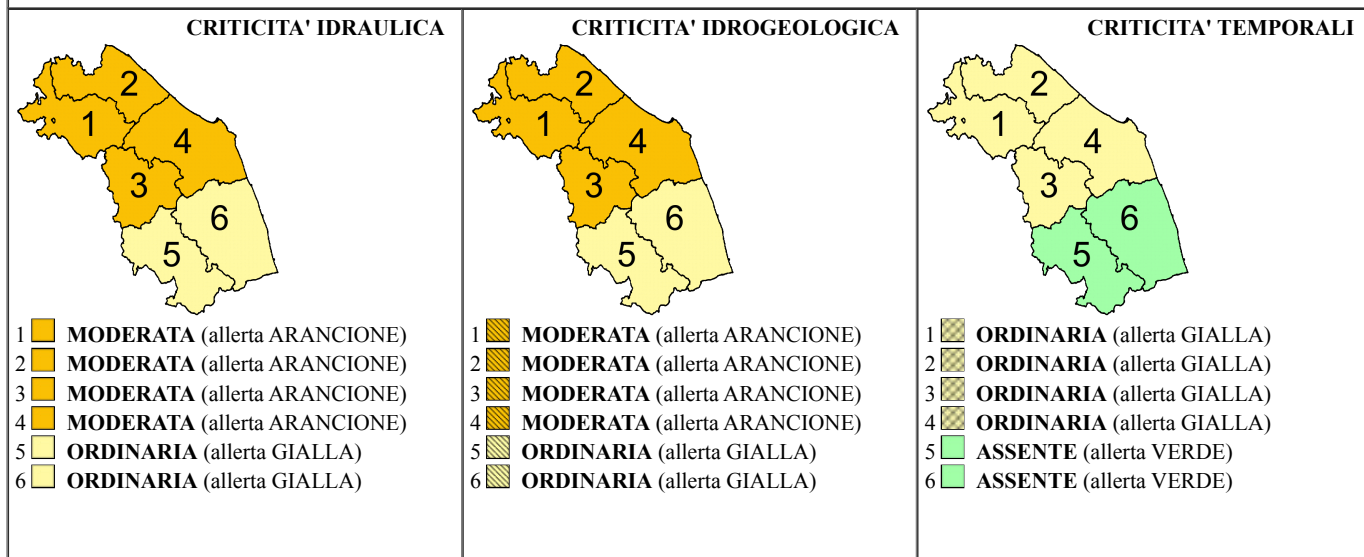 CRITICITA' IDRAULICA
2
1
4
3
6
5
1 MODERATA (allerta ARANCIONE)
2 MODERATA (allerta ARANCIONE)
3 MODERATA (allerta ARANCIONE)
4 MODERATA (allerta ARANCIONE)
5 ORDINARIA (allerta GIALLA)
6 ORDINARIA (allerta GIALLA)
CRITICITA' IDROGEOLOGICA
2
1
4
3
6
5
1 MODERATA (allerta ARANCIONE)
2 MODERATA (allerta ARANCIONE)
3 MODERATA (allerta ARANCIONE)
4 MODERATA (allerta ARANCIONE)
5 ORDINARIA (allerta GIALLA)
6 ORDINARIA (allerta GIALLA)
CRITICITA' TEMPORALI
2
1
4
3
6
5
1 ORDINARIA (allerta GIALLA)
2 ORDINARIA (allerta GIALLA)
3 ORDINARIA (allerta GIALLA)
4 ORDINARIA (allerta GIALLA)
5 ASSENTE (allerta VERDE)
6 ASSENTE (allerta VERDE)